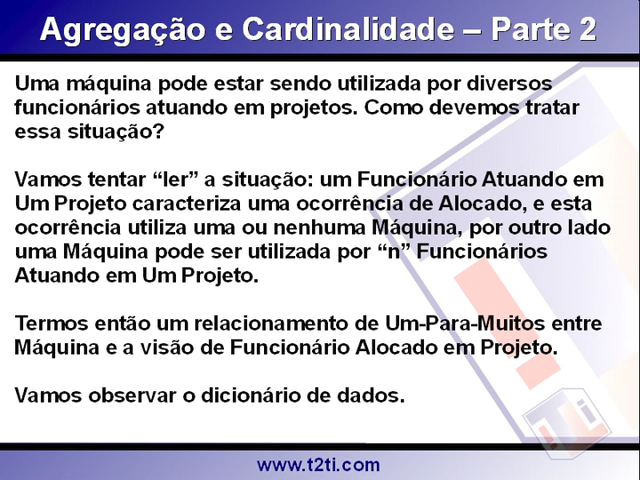 Agregação e Cardinalidade – Parte 2
Uma máquina pode estar sendo utilizada por diversos
funcionários atuando em projetos. Como devemos tratar
essa situação?
Vamos tentar “ler” a situação: um Funcionário Atuando em
Um Projeto caracteriza uma ocorrência de Alocado, e esta
ocorrência utiliza uma ou nenhuma Máquina, por outro lado
uma Máquina pode ser utilizada por “n” Funcionários
Atuando em Um Projeto.
Termos então um relacionamento de Um-Para-Muitos entre
Máquina e a visão de Funcionário Alocado em Projeto.
Vamos observar o dicionário de dados.
www.t2ti.com